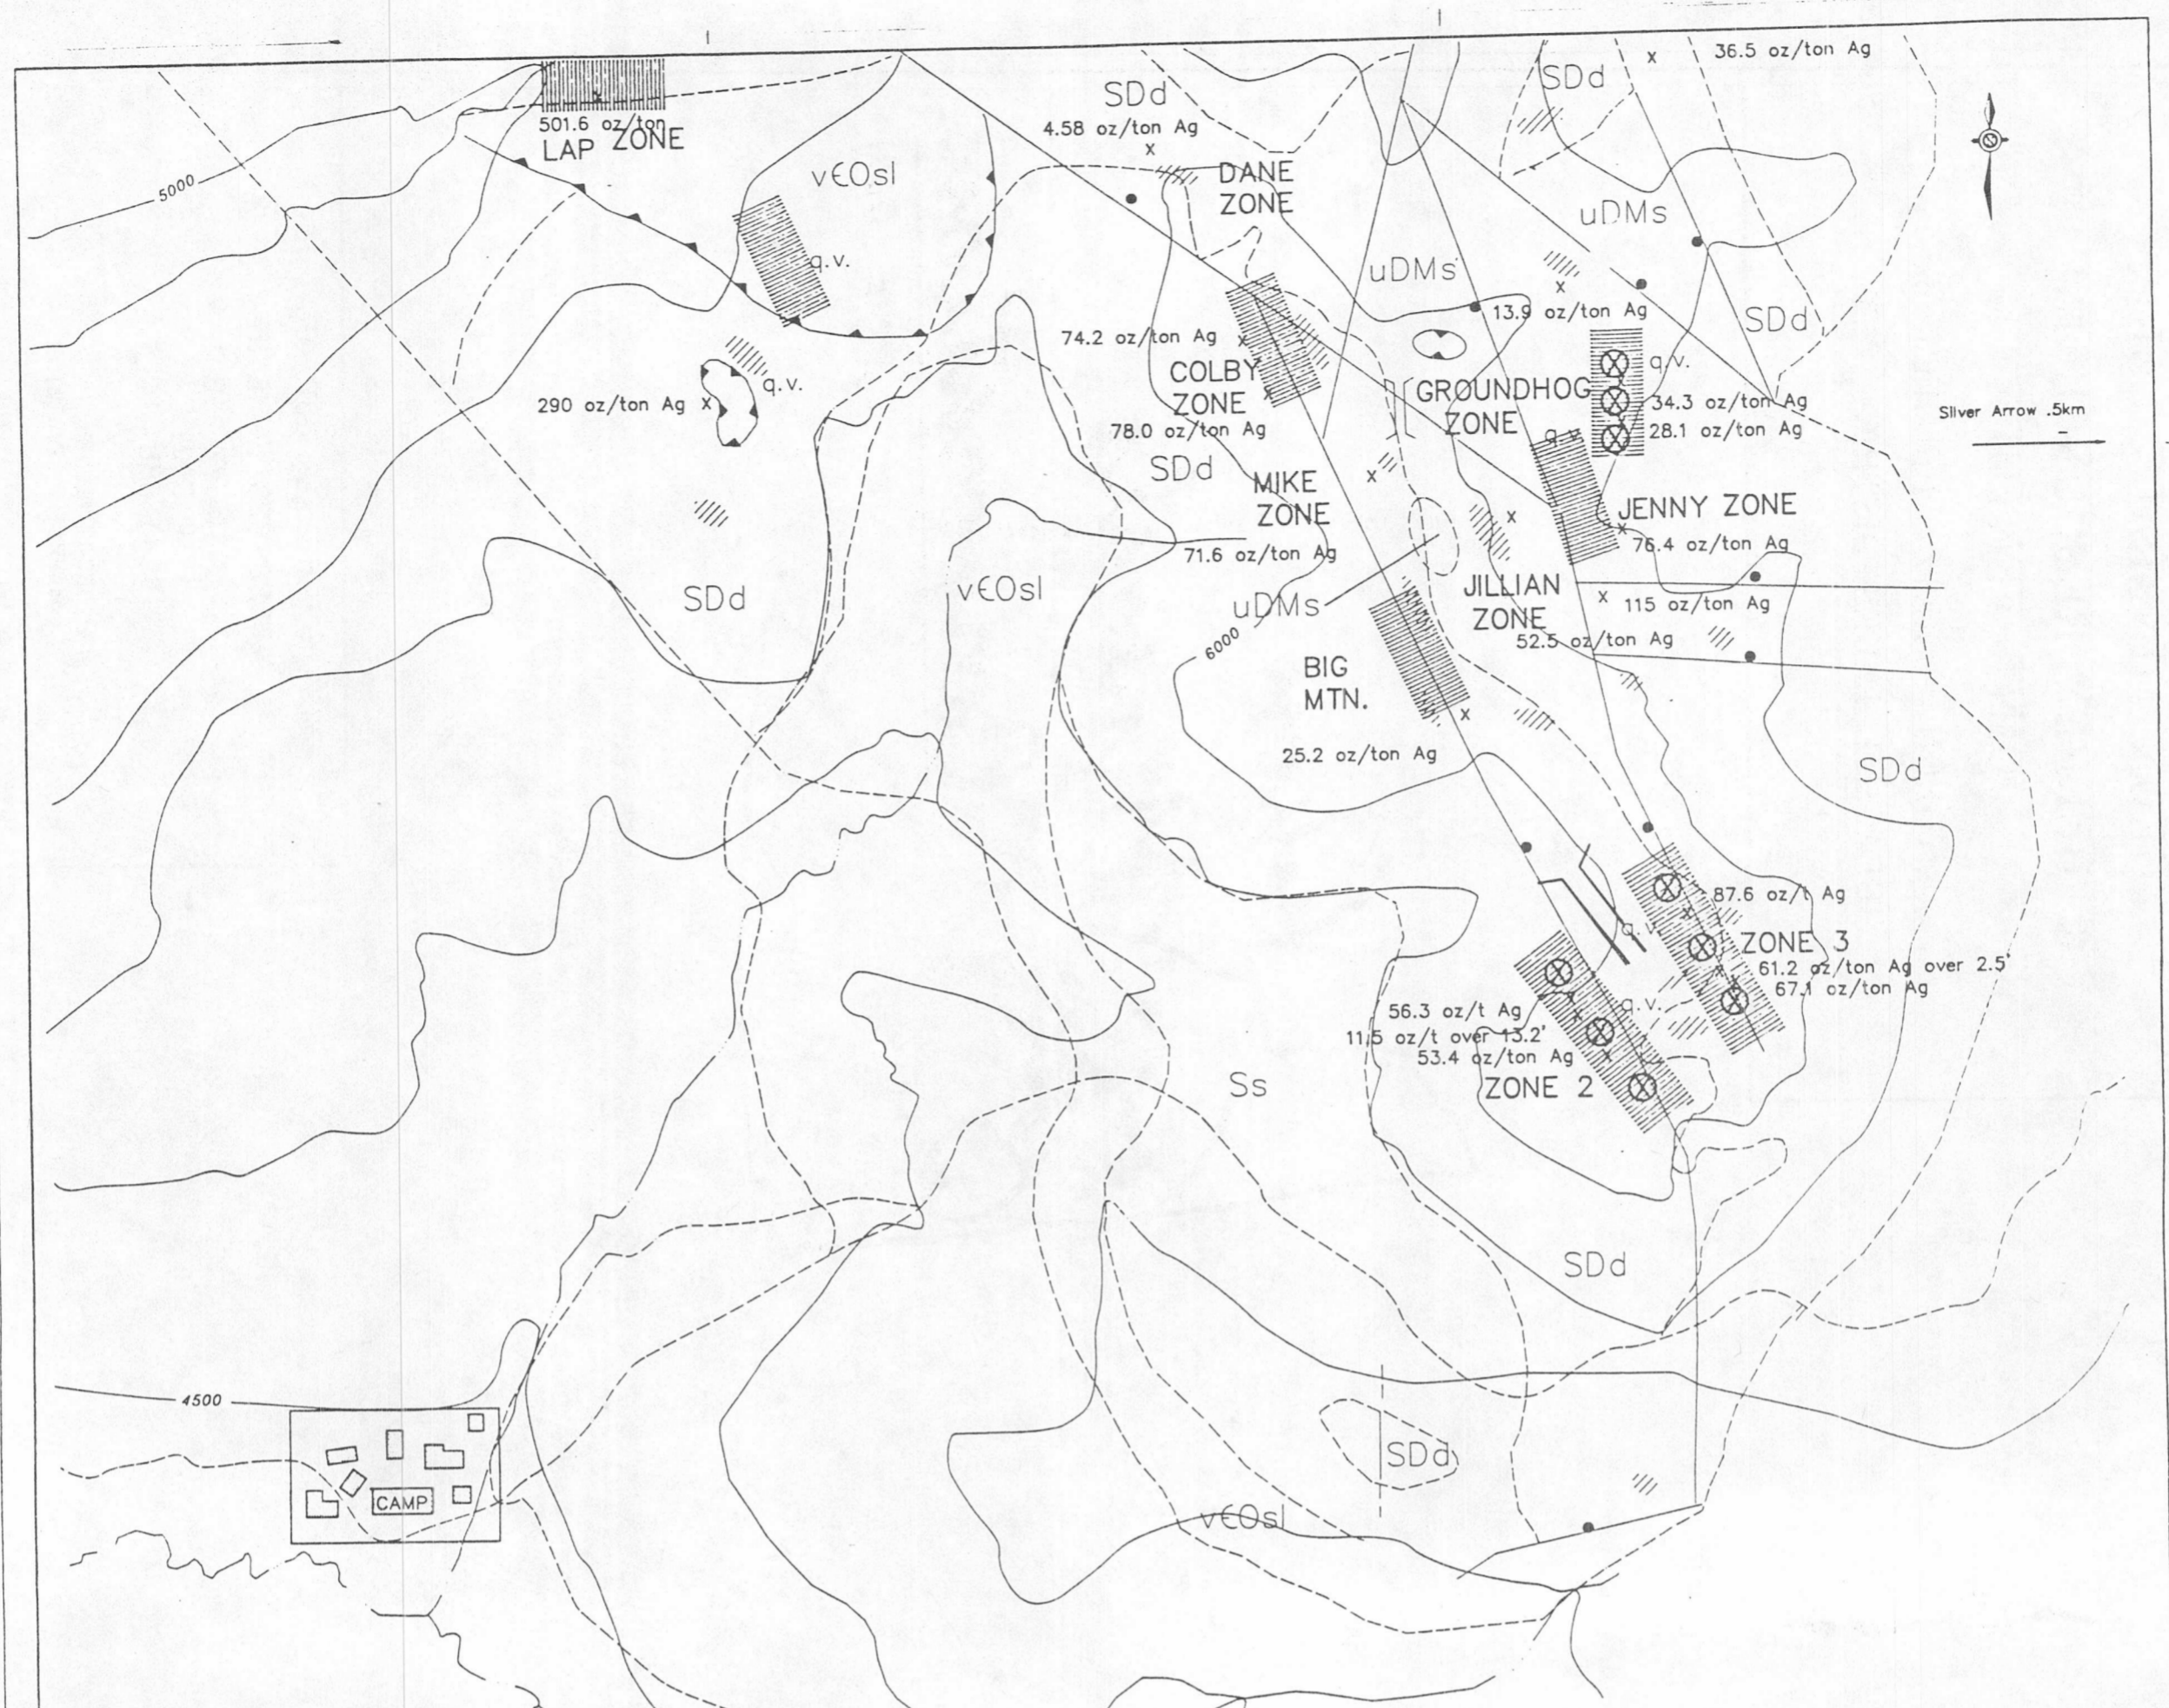 36.5 oz/ton Ag
SDd
SDd
4.58 oz/ton Ag
x
x
501.6 oz/ton
LAP ZONE
5000
vЄOsl
DANE
ZONE
uDMs
q.v.
uDMs
13.9 oz/ton Ag
x
SDd
74.2 oz/ton Ag x
COLBY
ZONE
78.0 oz/ton Ag
x
GROUNDHOG
ZONE
q.v.
34.3 oz/ton Ag
28.1 oz/ton Ag
Silver Arrow .5km
q.v.
290 oz/ton Ag x
q.v.
SDd
MIKE
ZONE
x
71.6 oz/ton Ag
x
JENNY ZONE
x
76.4 oz/ton Ag
SDd
vЄOsl
uDMs
JILLIAN
ZONE
x 115 oz/ton Ag
52.5 oz/ton Ag
6000
BIG
MTN.
x
25.2 oz/ton Ag
SDd
87.6 oz/t Ag
x
q.v.
ZONE 3
61.2 oz/ton Ag over 2.5'
67.1 oz/ton Ag
q.v.
56.3 oz/t Ag
11.5 oz/t over 13.2'
53.4 oz/ton Ag
x
ZONE 2
Ss
SDd
4500
SDd
CAMP
vЄOsl